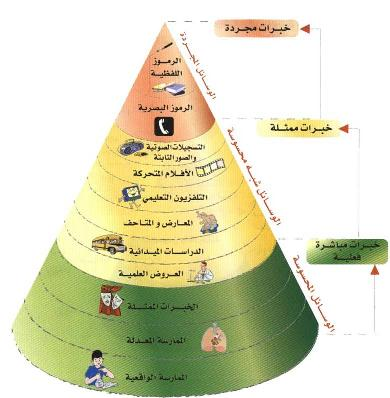 خبرات مجردة
الرموز
اللفظية
الرموز البصرية
الوسائل المجردة
خبرات ممثلة
التسجيلات الصوتية
والصور الثابتة
الأفلام المتحركة
التلفزيون التعليمي
المعارض و المتاحف
الدراسات الميدانية
العروض العلمية
الوسائل شبه محسوسة
خبرات مباشرة
فعلية
الخبرات الممثلة
الممارسة المعدلة
الممارسة الواقعية
الوسائل المحسوسة